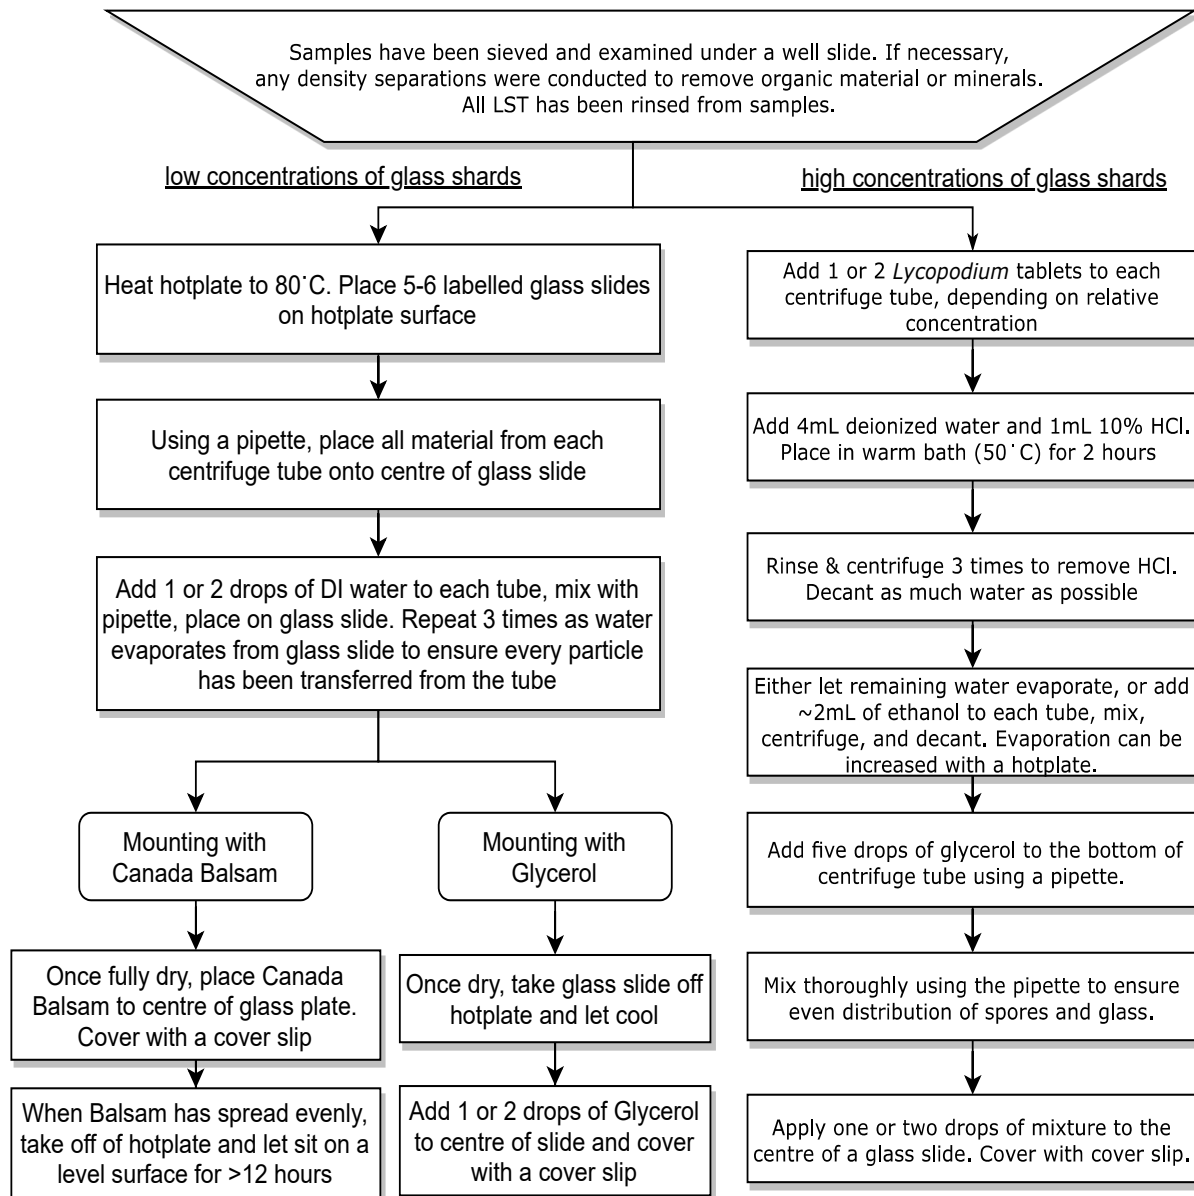 Samples have been sieved and examined under a well slide. If necessary,
any density separations were conducted to remove organic material or minerals.
All LST has been rinsed from samples.
low concentrations of glass shards
Heat hotplate to 80˙C. Place 5-6 labelled glass slides
on hotplate surface
Using a pipette, place all material from each
centrifuge tube onto centre of glass slide
Add 1 or 2 drops of DI water to each tube, mix with
pipette, place on glass slide. Repeat 3 times as water
evaporates from glass slide to ensure every particle
has been transferred from the tube
Mounting with
Canada Balsam
Once fully dry, place Canada
Balsam to centre of glass plate.
Cover with a cover slip
When Balsam has spread evenly,
take off of hotplate and let sit on a
level surface for >12 hours
Mounting with
Glycerol
Once dry, take glass slide off
hotplate and let cool
Add 1 or 2 drops of Glycerol
to centre of slide and cover
with a cover slip
high concentrations of glass shards
Add 1 or 2 Lycopodium tablets to each
centrifuge tube, depending on relative
concentration
Add 4mL deionized water and 1mL 10% HCl.
Place in warm bath (50˙C) for 2 hours
Rinse & centrifuge 3 times to remove HCl.
Decant as much water as possible
Either let remaining water evaporate, or add
~2mL of ethanol to each tube, mix,
centrifuge, and decant. Evaporation can be
increased with a hotplate.
Add five drops of glycerol to the bottom of
centrifuge tube using a pipette.
Mix thoroughly using the pipette to ensure
even distribution of spores and glass.
Apply one or two drops of mixture to the
centre of a glass slide. Cover with cover slip.